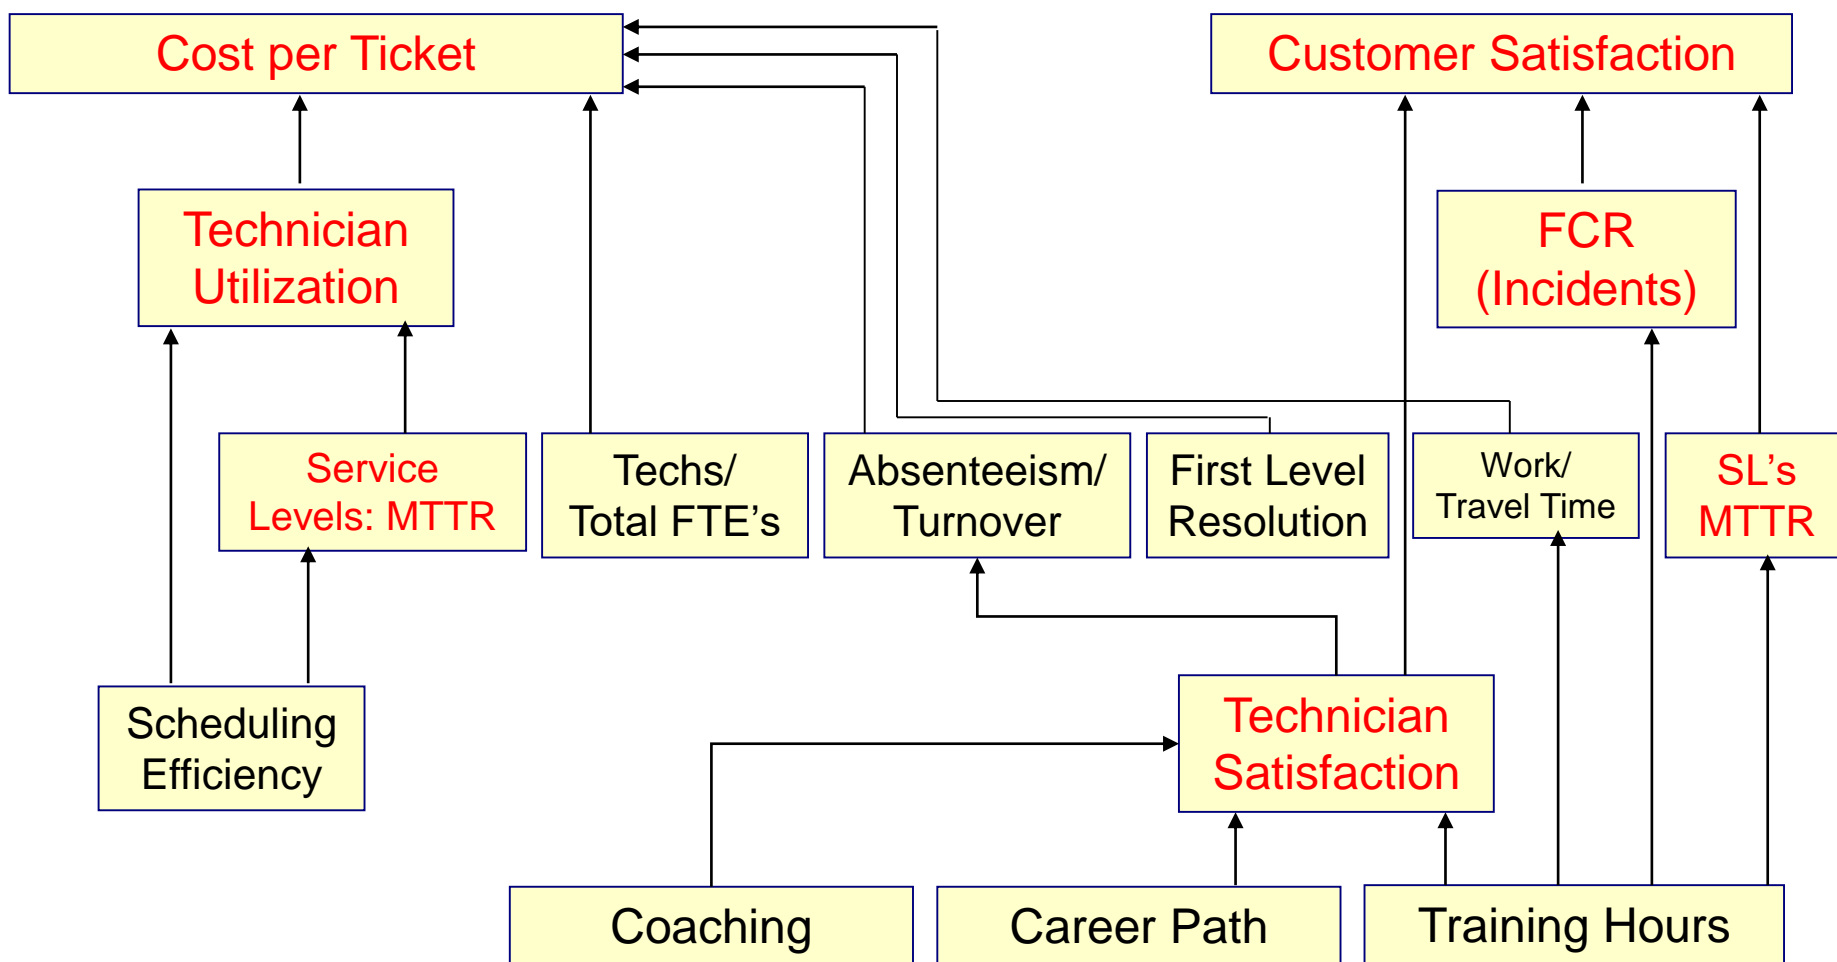 Cost per Ticket
Customer Satisfaction
Technician
Utilization
FCR
(Incidents)
Service
Levels: MTTR
Techs/
Total FTE's
Absenteeism/
Turnover
First Level
Resolution
Work/
Travel Time
SL’s
MTTR
Scheduling
Efficiency
Technician
Satisfaction
Coaching
Career Path
Training Hours